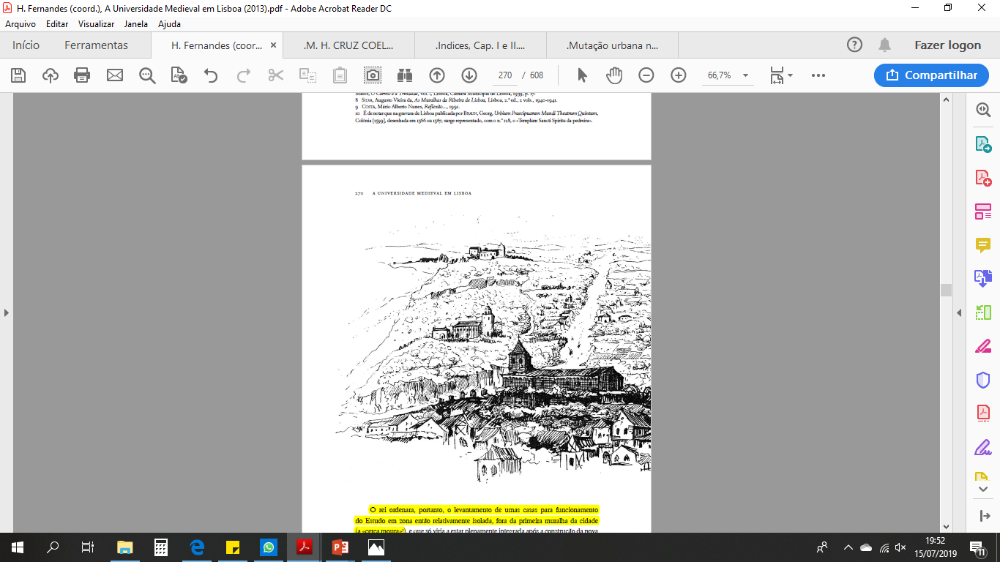 H. Fernandes (coord.), A Universidade Medieval em Lisboa (2013).pdf - Adobe Acrobat Reader DC
Arquivo Editar Visualizar Janela Ajuda
Início Ferramentas H. Fernandes (coor... × .M. H. CRUZ COEL... .Indices, Cap. I e II.... .Mutação urbana n... Fazer logon
270 / 608 66,7% Compartilhar
Matos, O Carmo e a Trindade, vol. I, Lisboa, Câmara Municipal de Lisboa, 1939, p. 17.
8 SILVA, Augusto Vieira da, As Muralhas da Ribeira de Lisboa, Lisboa, 2.ª ed., 2 vols., 1940-1941.
9 COSTA, Mário Alberto Nunes, Reflexão..., 1991.
10 É de notar que na gravura de Lisboa publicada por BRAUN, Georg, Urbium Praecipuarum Mundi Theatrum Quintum,
Colónia [1599], desenhada em 1566 ou 1567, surge representado, com o n.º 128, o «Templum Sancti Spiritu da pedreira».
270 A UNIVERSIDADE MEDIEVAL EM LISBOA
O rei ordenara, portanto, o levantamento de umas casas para funcionamento
do Estudo em zona então relativamente isolada, fora da primeira muralha da cidade
(a «cerca moura»), e que só viria a estar plenamente integrada após a construção da nova
19:52
15/07/2019
11